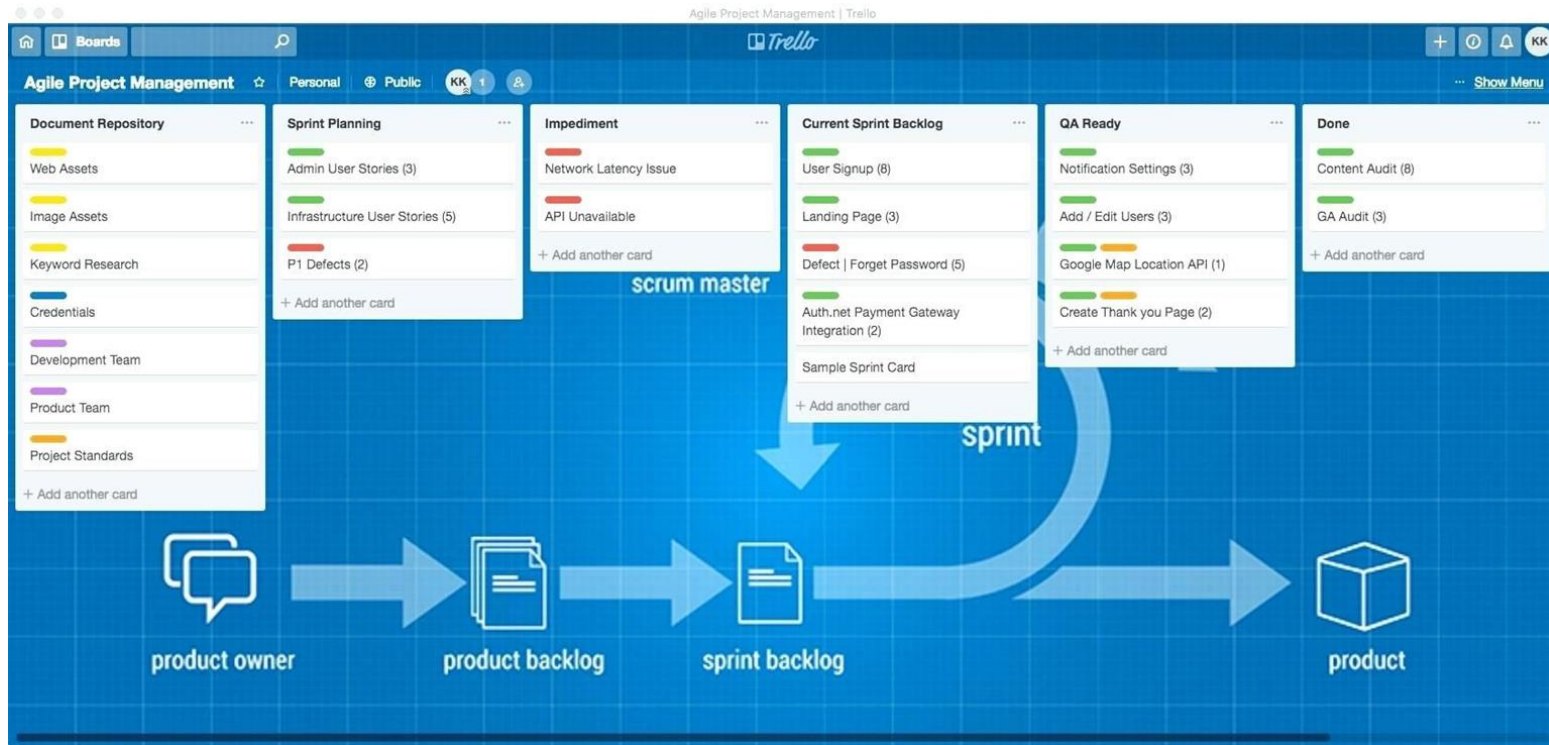 Agile Project Management | Trello
Boards
Trello
KK
Agile Project Management
Personal
Public
KK
1
... Show Menu
Document Repository
Web Assets
Image Assets
Keyword Research
Credentials
Development Team
Product Team
Project Standards
+ Add another card
Sprint Planning
Admin User Stories (3)
Infrastructure User Stories (5)
P1 Defects (2)
+ Add another card
Impediment
Network Latency Issue
API Unavailable
+ Add another card
Current Sprint Backlog
User Signup (8)
Landing Page (3)
Defect | Forget Password (5)
Auth.net Payment Gateway
Integration (2)
Sample Sprint Card
+ Add another card
QA Ready
Notification Settings (3)
Add / Edit Users (3)
Google Map Location API (1)
Create Thank you Page (2)
+ Add another card
Done
Content Audit (8)
GA Audit (3)
+ Add another card
scrum master
sprint
product owner
product backlog
sprint backlog
product